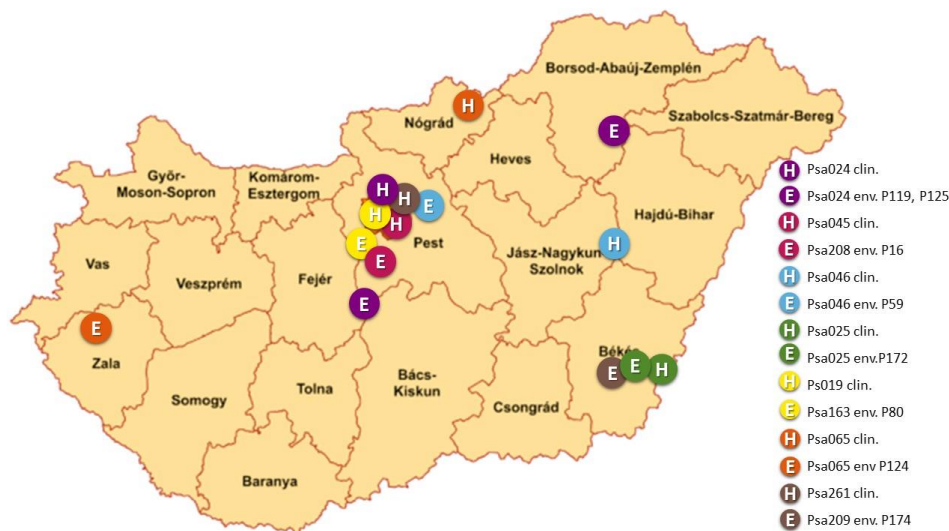 Borsod-Abaúj-Zemplén
Szabolcs-Szatmár-Bereg
H
Nógrád
E
Heves
Győr-
Moson-Sopron
Komárom-
Esztergom
H
H
E
H
H
Hajdú-Bihar
Pest
E
E
H
Jász-Nagykun
Szolnok
Vas
Veszprém
Fejér
E
E
Zala
Békés
E
E
H
Bács-
Kiskun
Tolna
Somogy
Csongrád
Baranya
H Psa024 clin.
E Psa024 env. P119, P125
H Psa045 clin.
E Psa208 env. P16
H Psa046 clin.
E Psa046 env. P59
H Psa025 clin.
E Psa025 env.P172
H Ps019 clin.
E Psa163 env. P80
H Psa065 clin.
E Psa065 env P124
H Psa261 clin.
E Psa209 env. P174